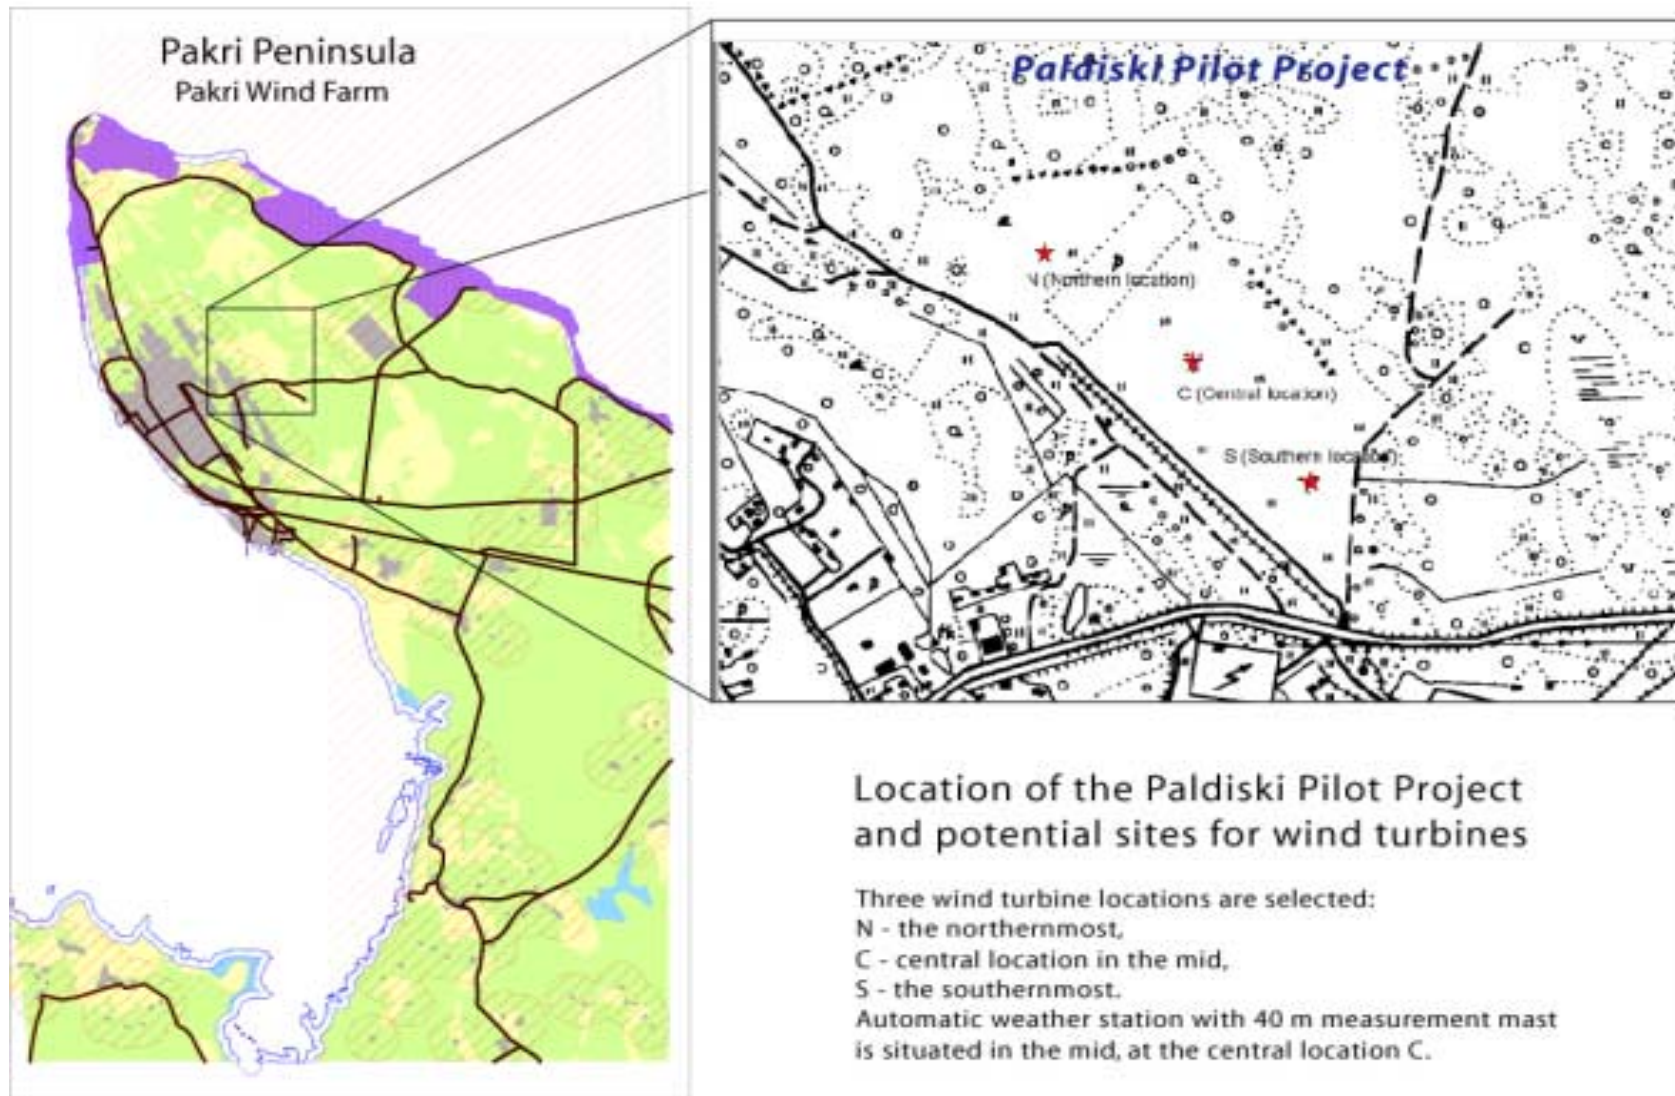 Pakri Peninsula
Pakri Wind Farm
Paldiski Pilot Project
N (Northern location)
C (Central location)
S (Southern location)
Location of the Paldiski Pilot Project
and potential sites for wind turbines
Three wind turbine locations are selected:
N - the northernmost,
C - central location in the mid,
S - the southernmost.
Automatic weather station with 40 m measurement mast
is situated in the mid, at the central location C.